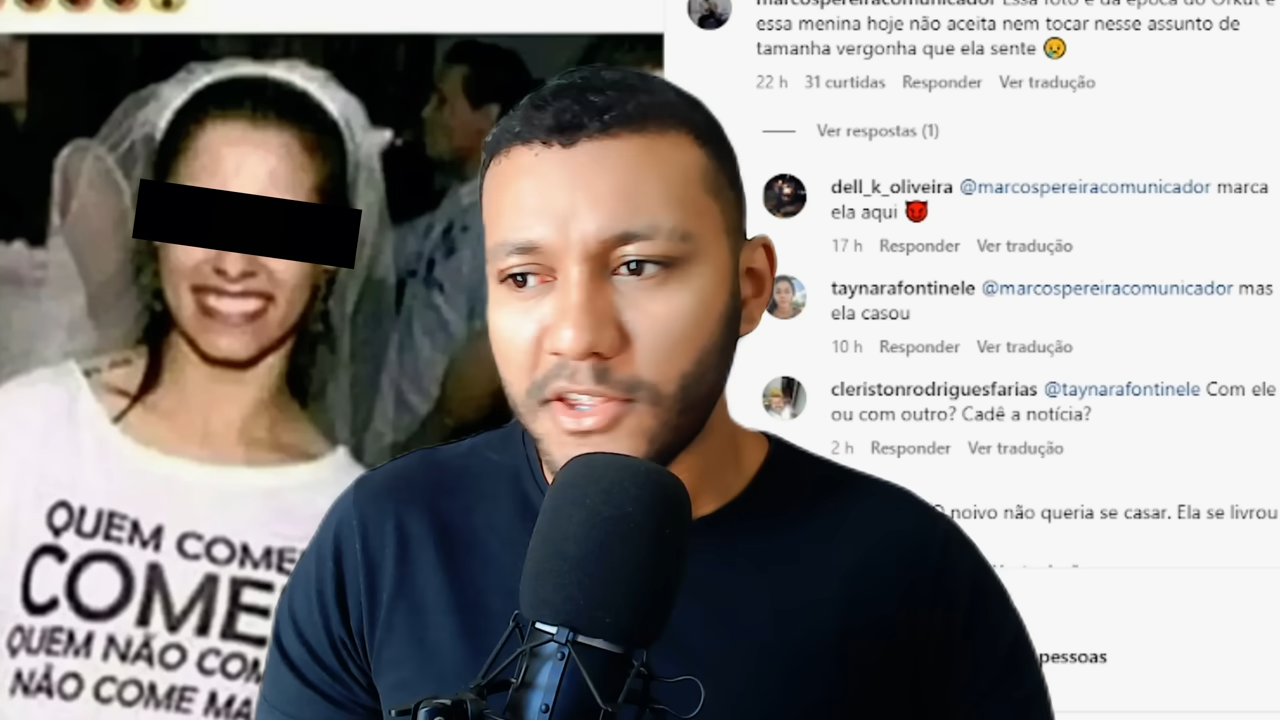 QUEM COME
COME
QUEM NÃO COM
NÃO COME MA
marcospereiracomunicador Essa foto é da época do Orkut e
essa menina hoje não aceita nem tocar nesse assunto de
tamanha vergonha que ela sente 😢
22 h 31 curtidas Responder Ver tradução
Ver respostas (1)
dell_k_oliveira @marcospereiracomunicador marca
ela aqui 😈
17 h Responder Ver tradução
taynarafontinele @marcospereiracomunicador mas
ela casou
10 h Responder Ver tradução
cleristonrodriguesfarias @taynarafontinele Com ele
ou com outro? Cadê a notícia?
2 h Responder Ver tradução
O noivo não queria se casar. Ela se livrou
pessoas